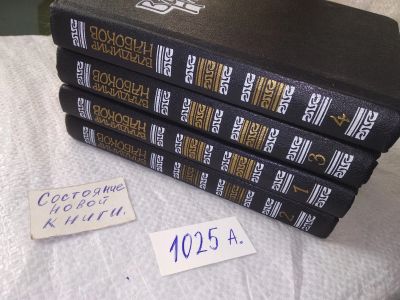 В
Н
ВЛАДИМИР
НАБОКОВ
4
ВЛАДИМИР
НАБОКОВ
3
ВЛАДИМИР
НАБОКОВ
1
ВЛАДИМИР
НАБОКОВ
2
Состояние
новой
книги.
1025 А.